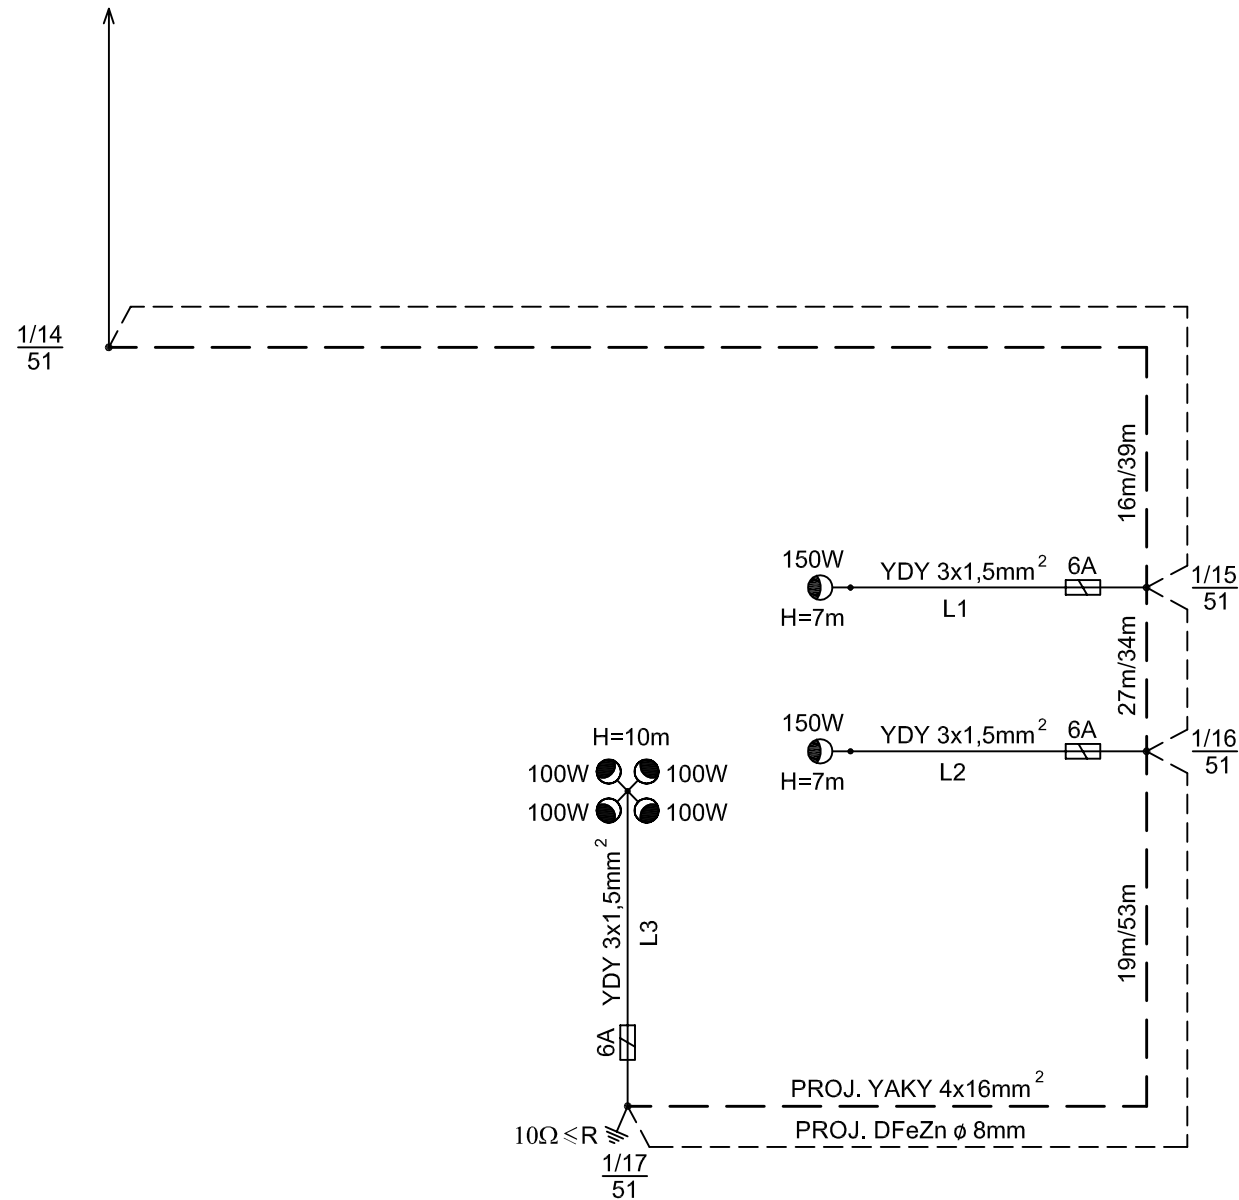 1/14
51
16m/39m
150W
YDY 3x1,5mm²
6A
H=7m
L1
1/15
51
27m/34m
150W
YDY 3x1,5mm²
6A
H=7m
L2
1/16
51
H=10m
100W
100W
100W
100W
YDY 3x1,5mm²
L3
6A
19m/53m
PROJ. YAKY 4x16mm²
PROJ. DFeZn ø 8mm
10Ω≤R
1/17
51